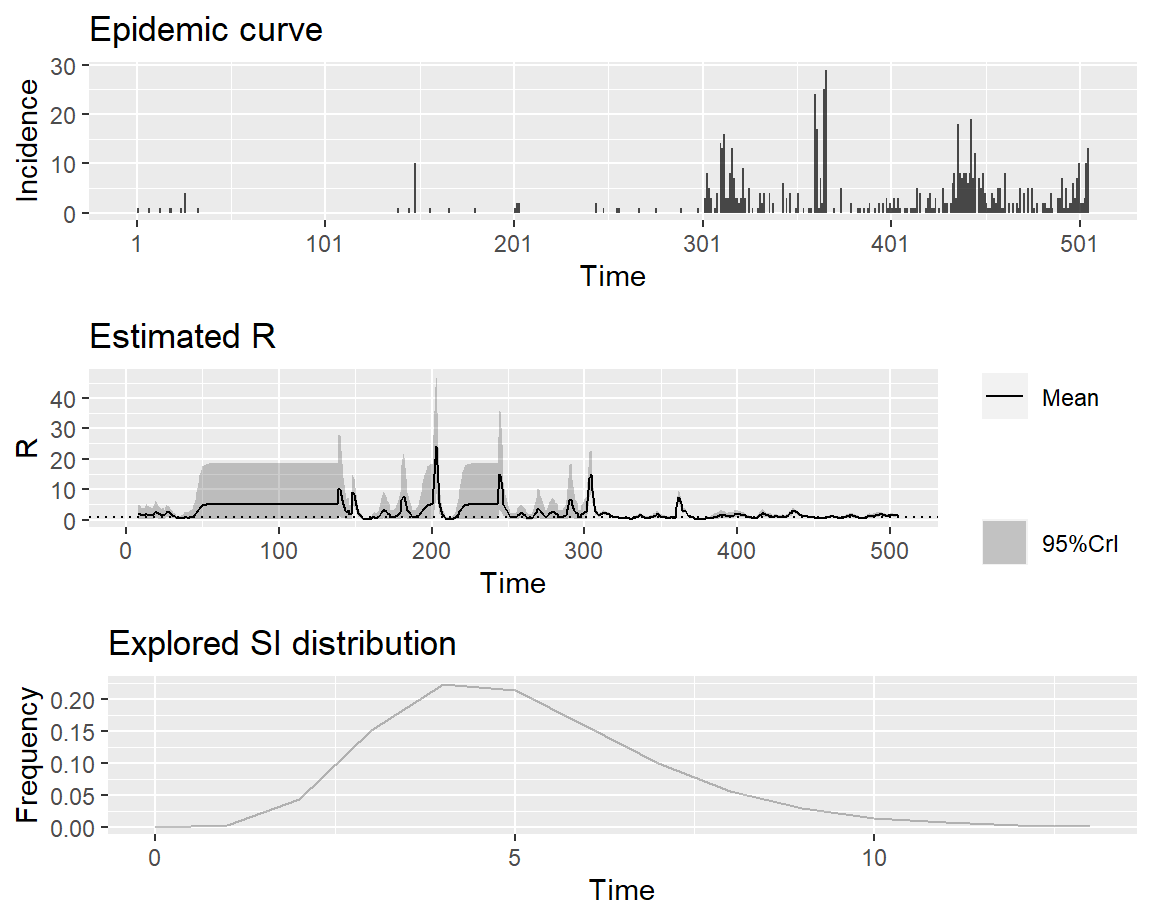 Epidemic curve
30
20
10
0
Incidence
1 101 201 301 401 501
Time
Estimated R
40
30
20
10
0
R
0 100 200 300 400 500
Time
Mean
95%CrI
Explored SI distribution
0.20
0.15
0.10
0.05
0.00
Frequency
0 5 10
Time